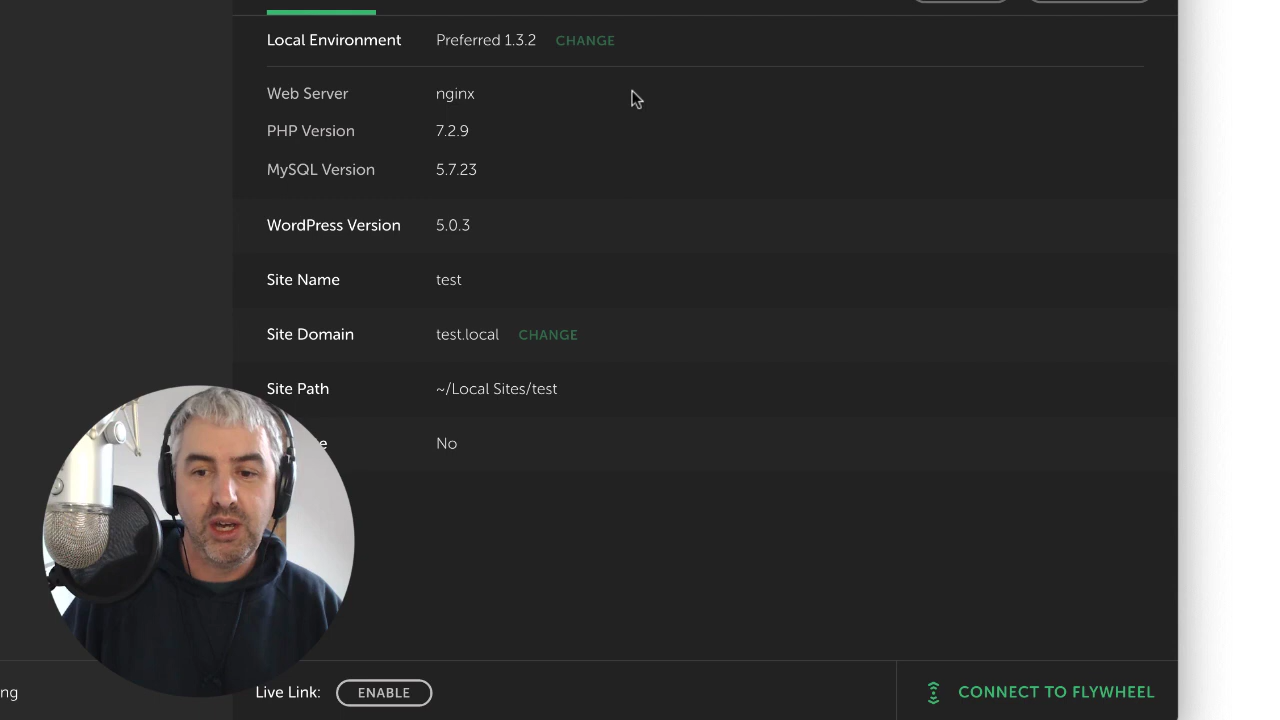 Local Environment Preferred 1.3.2 CHANGE
Web Server nginx
PHP Version 7.2.9
MySQL Version 5.7.23
WordPress Version 5.0.3
Site Name test
Site Domain test.local CHANGE
Site Path ~/Local Sites/test
No
Live Link: ENABLE CONNECT TO FLYWHEEL